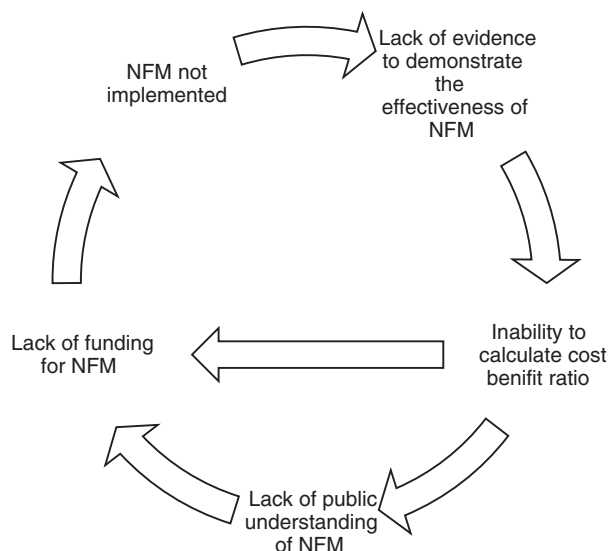 NFM not
implemented
Lack of evidence
to demonstrate
the
effectiveness of
NFM
Inability to
calculate cost
benifit ratio
Lack of public
understanding
of NFM
Lack of funding
for NFM